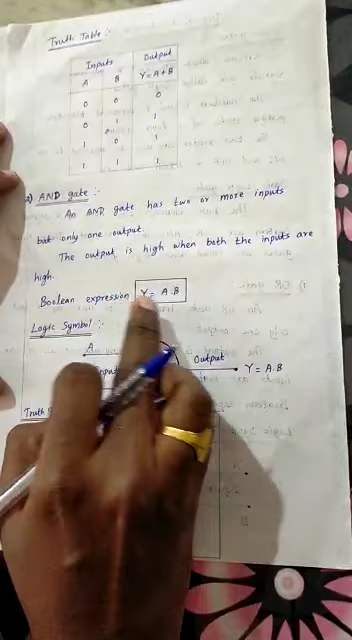 Truth Table :-
Inputs Output
A B Y = A + B
0 0 0
0 1 1
1 0 1
1 1 1
2) AND gate :-
An AND gate has two or more inputs
but only one output.
The output is high when both the inputs are
high.
Boolean expression Y = A.B
Logic Symbol
A
Output
Y = A.B
Input
Truth